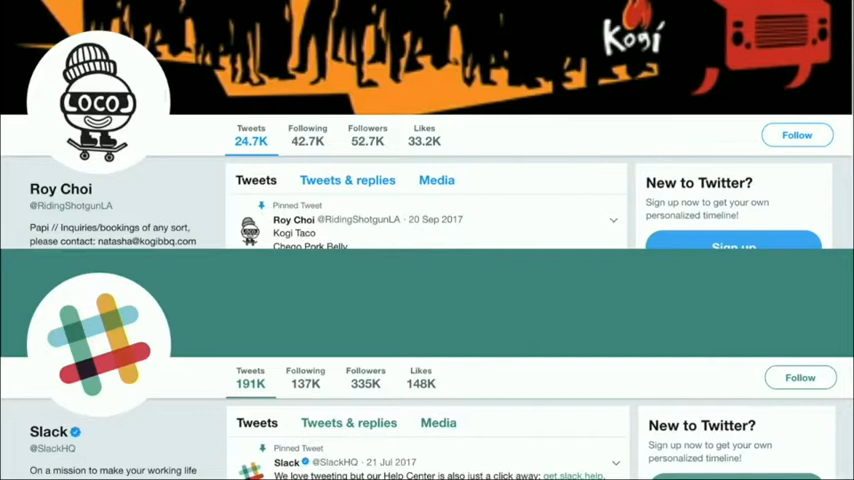 Kogi
LOCOL
Tweets Following Followers Likes
24.7K 42.7K 52.7K 33.2K
Follow
Roy Choi
@RidingShotgunLA
Papi // Inquiries/bookings of any sort,
please contact: natasha@kogibbq.com
Tweets Tweets & replies Media
Pinned Tweet
Roy Choi @RidingShotgunLA · 20 Sep 2017
Kogi Taco
Chego Pork Belly
New to Twitter?
Sign up now to get your own
personalized timeline!
Sign up
Tweets Following Followers Likes
191K 137K 335K 148K
Follow
Slack
@SlackHQ
On a mission to make your working life
Tweets Tweets & replies Media
Pinned Tweet
Slack @SlackHQ · 21 Jul 2017
We love tweeting but our Help Center is also just a click away: get.slack.help,
New to Twitter?
Sign up now to get your own
personalized timeline!